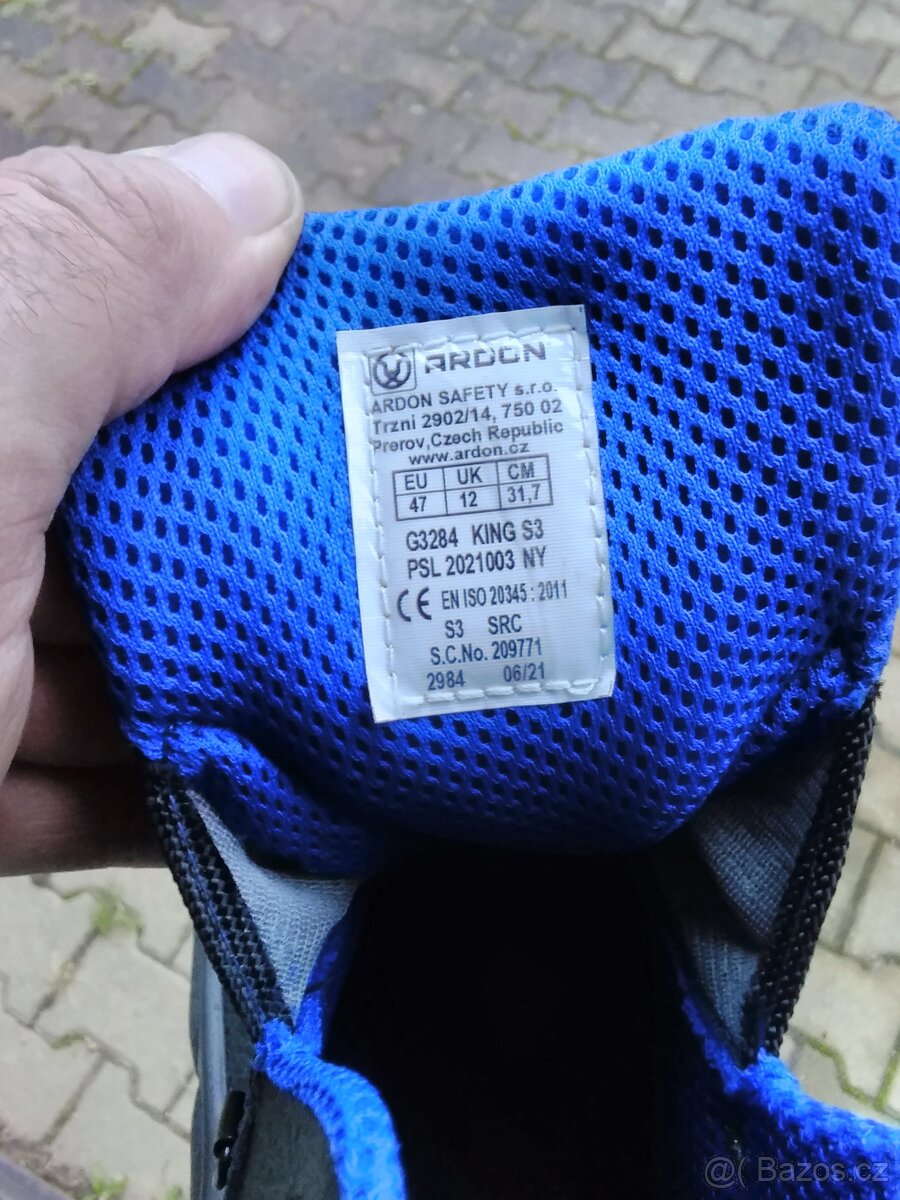 ARDON
ARDON SAFETY s.r.o.
Trzni 2902/14, 750 02
Prerov,Czech Republic
www.ardon.cz
EU UK CM
47 12 31,7
G3284 KING S3
PSL 2021003 NY
CE EN ISO 20345 : 2011
S3 SRC
S.C.No. 209771
2984 06/21
@( Bazos.cz